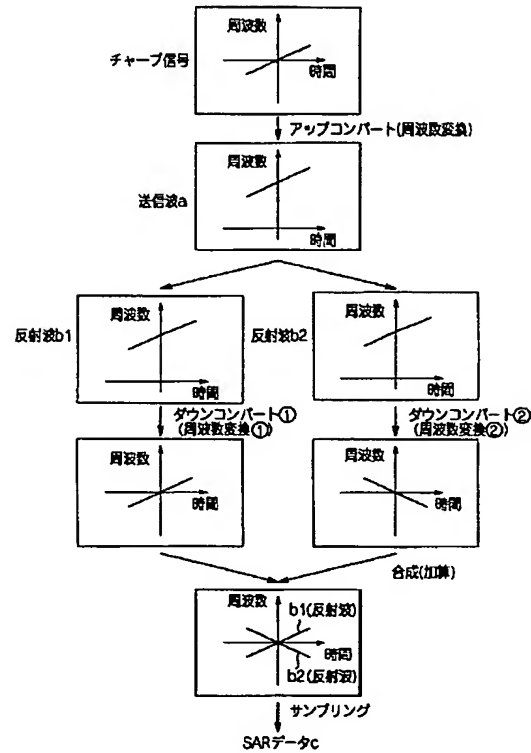 周波数
チャープ信号
時間
アップコンバート(周波数変換)
周波数
送信波a
時間
反射波b1
周波数
時間
反射波b2
周波数
時間
ダウンコンバート①
(周波数変換①)
ダウンコンバート②
(周波数変換②)
周波数
時間
周波数
時間
合成(加算)
周波数
b1(反射波)
時間
b2(反射波)
サンプリング
SARデータc